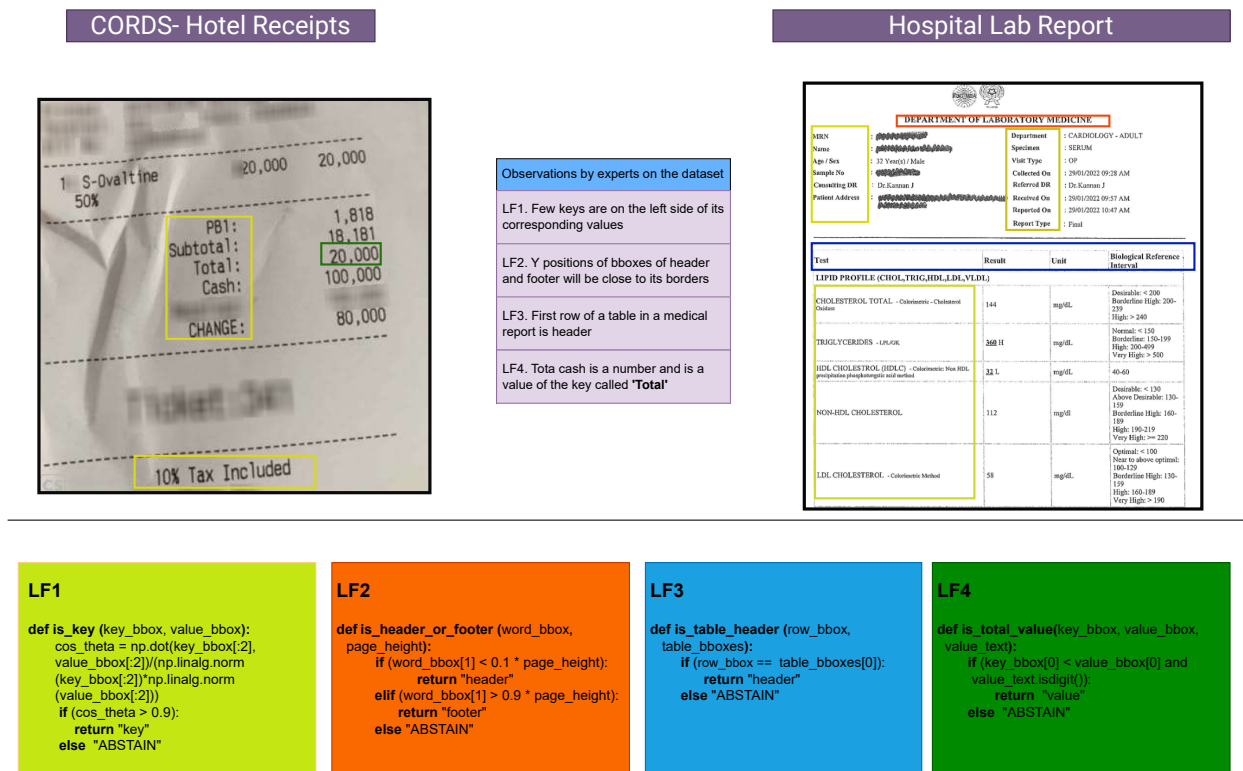 CORDS- Hotel Receipts
Hospital Lab Report
1 S-Ovaltine 20,000 20,000
50%
PB1: 1,818
Subtotal: 18,181
Total: 20,000
Cash: 100,000
CHANGE: 80,000
10% Tax Included
Observations by experts on the dataset
LF1. Few keys are on the left side of its
corresponding values
LF2. Y positions of bboxes of header
and footer will be close to its borders
LF3. First row of a table in a medical
report is header
LF4. Tota cash is a number and is a
value of the key called 'Total'
DEPARTMENT OF LABORATORY MEDICINE
MRN :
Department : CARDIOLOGY - ADULT
Name :
Specimen : SERUM
Age / Sex : 32 Year(s) / Male
Visit Type : OP
Sample No :
Collected On : 29/01/2022 09:28 AM
Consulting DR : Dr.Kannan J
Referred DR : Dr.Kannan J
Patient Address :
Received On : 29/01/2022 09:57 AM
Reported On : 29/01/2022 10:47 AM
Report Type : Final
Test Result Unit Biological Reference
Interval
LIPID PROFILE (CHOL,TRIG,HDL,LDL,VLDL)
CHOLESTEROL TOTAL - Colorimetric - Cholesterol
Oxidase
144 mg/dL
Desirable: < 200
Borderline High: 200-
239
High: > 240
TRIGLYCERIDES 360 H mg/dL
Normal: < 150
Borderline: 150-199
High: 200-499
Very High: > 500
HDL CHOLESTROL (HDLC) - Colorimetric: Non HDL
precipitation phosphotungstic acid method
32 L mg/dL 40-60
NON-HDL CHOLESTEROL 112 mg/dl
Desirable: < 130
Above Desirable: 130-
159
Borderline High: 160-
189
High: 190-219
Very High: >= 220
LDL CHOLESTEROL - Colorimetric Method 58 mg/dL
Optimal: < 100
Near to above optimal:
100-129
Borderline High: 130-
159
High: 160-189
Very High: > 190
LF1
def is_key (key_bbox, value_bbox):
cos_theta = np.dot(key_bbox[:2],
value_bbox[:2])/(np.linalg.norm
(key_bbox[:2])*np.linalg.norm
(value_bbox[:2]))
if (cos_theta > 0.9):
return "key"
else "ABSTAIN"
LF2
def is_header_or_footer (word_bbox,
page_height):
if (word_bbox[1] < 0.1 * page_height):
return "header"
elif (word_bbox[1] > 0.9 * page_height):
return "footer"
else "ABSTAIN"
LF3
def is_table_header (row_bbox,
table_bboxes):
if (row_bbox == table_bboxes[0]):
return "header"
else "ABSTAIN"
LF4
def is_total_value(key_bbox, value_bbox,
value_text):
if (key_bbox[0] < value_bbox[0] and
value_text.isdigit()):
return "value"
else "ABSTAIN"